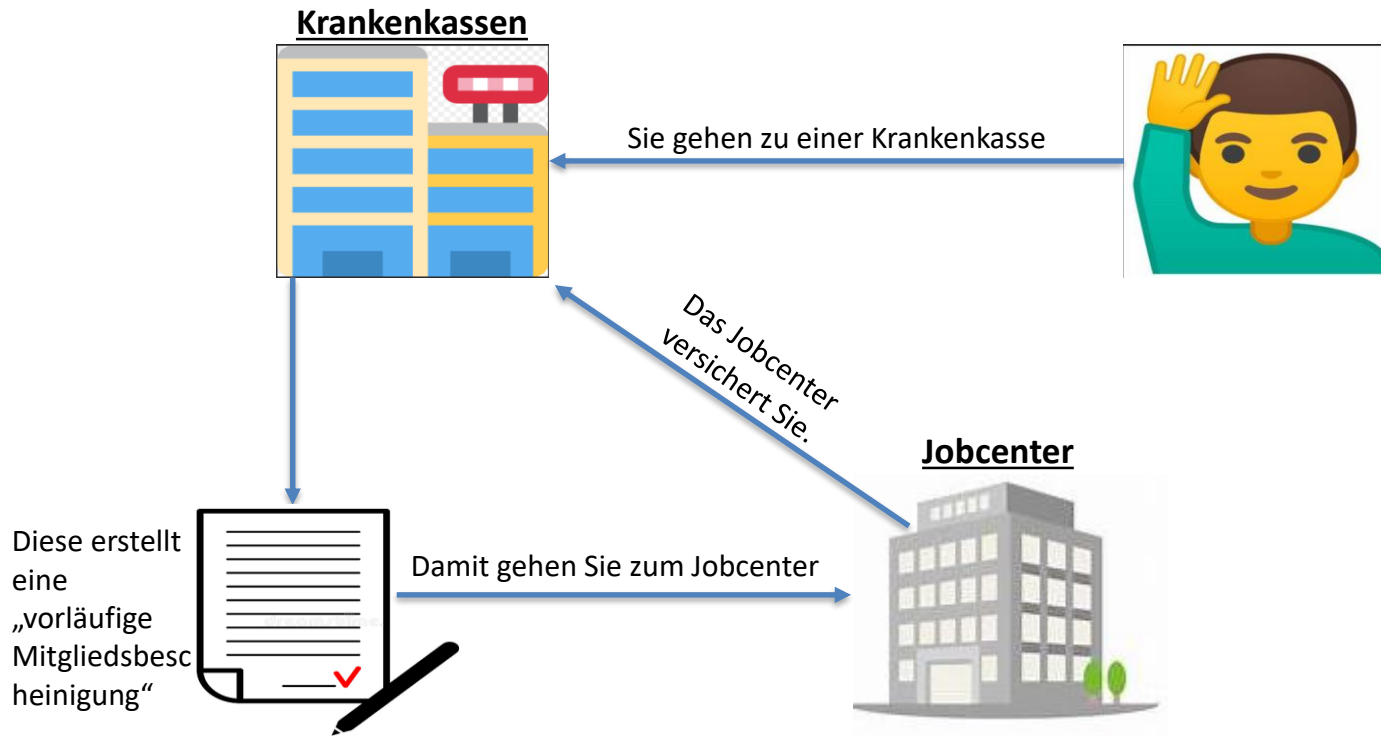 Krankenkassen
Sie gehen zu einer Krankenkasse
Das Jobcenter
versichert Sie.
Jobcenter
Diese erstellt
eine
„vorläufige
Mitgliedsbesc
heinigung“
Damit gehen Sie zum Jobcenter